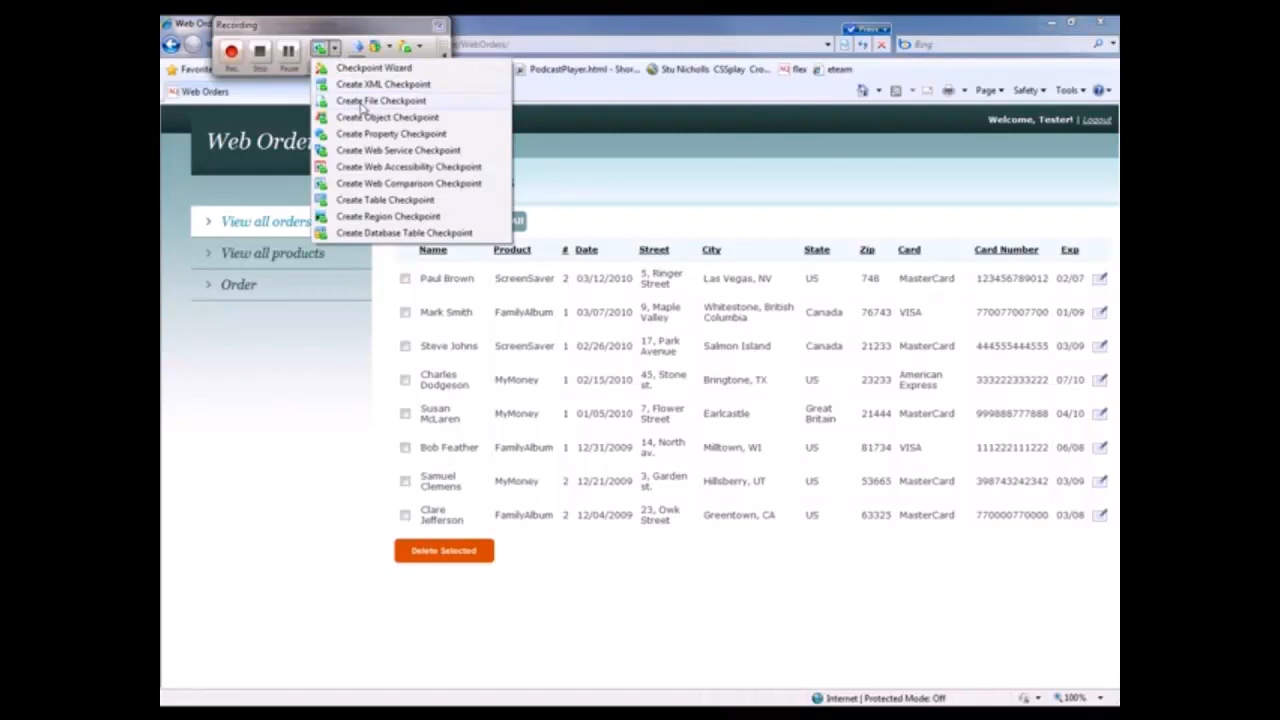 Web Ord
Recording
Rec. Stop Pause
/WebOrders/
Bing
Favorite
PodcastPlayer.html - Shor...
Stu Nicholls CSSplay Cro...
flex
eteam
Web Orders
Page
Safety
Tools
Checkpoint Wizard
Create XML Checkpoint
Create File Checkpoint
Create Object Checkpoint
Create Property Checkpoint
Create Web Service Checkpoint
Create Web Accessibility Checkpoint
Create Web Comparison Checkpoint
Create Table Checkpoint
Create Region Checkpoint
Create Database Table Checkpoint
Welcome, Tester! | Logout
Web Orde
View all orders
View all products
Order
All
Name Product # Date Street City State Zip Card Card Number Exp
Paul Brown ScreenSaver 2 03/12/2010 5, Ringer Street Las Vegas, NV US 748 MasterCard 123456789012 02/07
Mark Smith FamilyAlbum 1 03/07/2010 9, Maple Valley Whitestone, British Columbia Canada 76743 VISA 770077007700 01/09
Steve Johns ScreenSaver 1 02/26/2010 17, Park Avenue Salmon Island Canada 21233 MasterCard 444555444555 03/09
Charles Dodgeson MyMoney 1 02/15/2010 45, Stone st. Bringtone, TX US 23233 American Express 333222333222 07/10
Susan McLaren MyMoney 1 01/05/2010 7, Flower Street Earlcastle Great Britain 21444 MasterCard 999888777888 04/10
Bob Feather FamilyAlbum 1 12/31/2009 14, North av. Milltown, WI US 81734 VISA 111222111222 06/08
Samuel Clemens MyMoney 2 12/21/2009 3, Garden st. Hillsberry, UT US 53665 MasterCard 398743242342 03/09
Clare Jefferson FamilyAlbum 2 12/04/2009 23, Owk Street Greentown, CA US 63325 MasterCard 770000770000 03/08
Delete Selected
Internet | Protected Mode: Off
100%